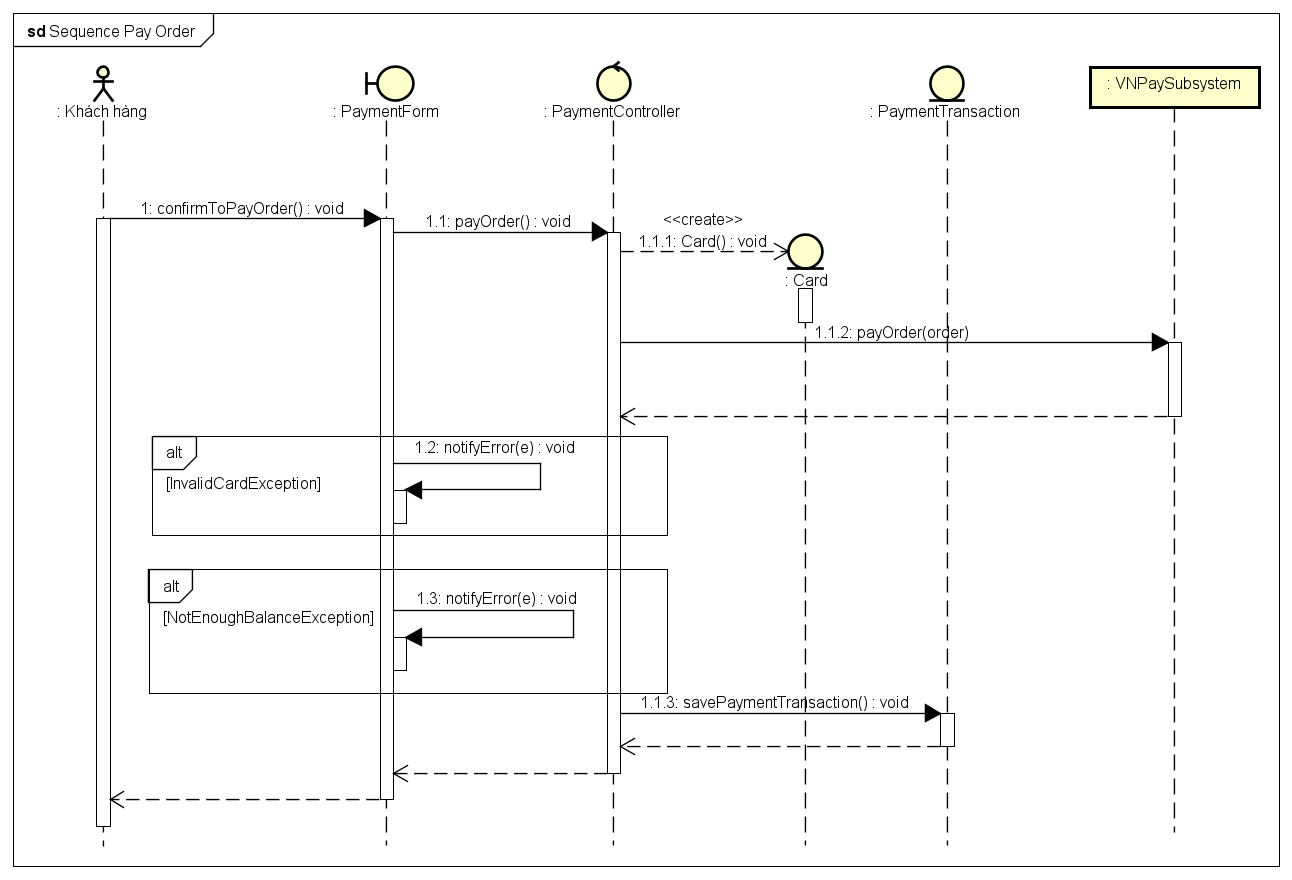 sd Sequence Pay Order
: Khách hàng
: PaymentForm
: PaymentController
: PaymentTransaction
: VNPaySubsystem
1: confirmToPayOrder() : void
1.1: payOrder() : void
<<create>>
1.1.1: Card() : void
: Card
1.1.2: payOrder(order)
alt
1.2: notifyError(e) : void
[InvalidCardException]
alt
1.3: notifyError(e) : void
[NotEnoughBalanceException]
1.1.3: savePaymentTransaction() : void